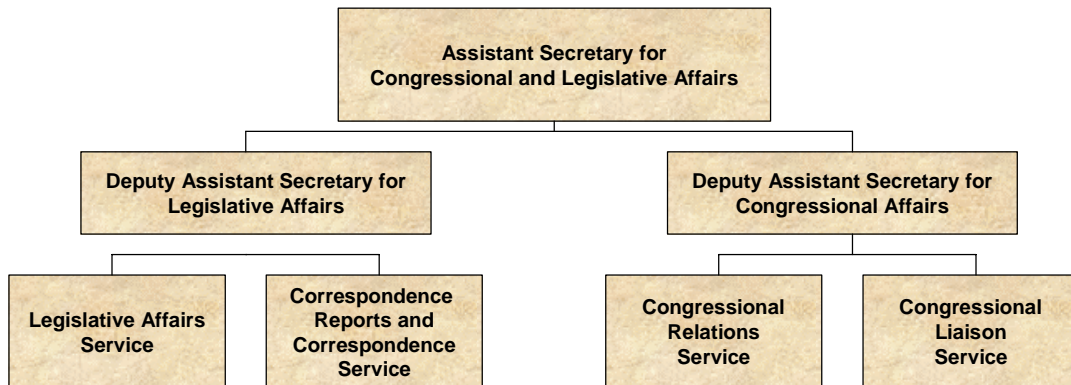 Assistant Secretary for
Congressional and Legislative Affairs
Deputy Assistant Secretary for
Legislative Affairs
Deputy Assistant Secretary for
Congressional Affairs
Legislative Affairs
Service
Correspondence
Reports and
Correspondence
Service
Congressional
Relations
Service
Congressional
Liaison
Service